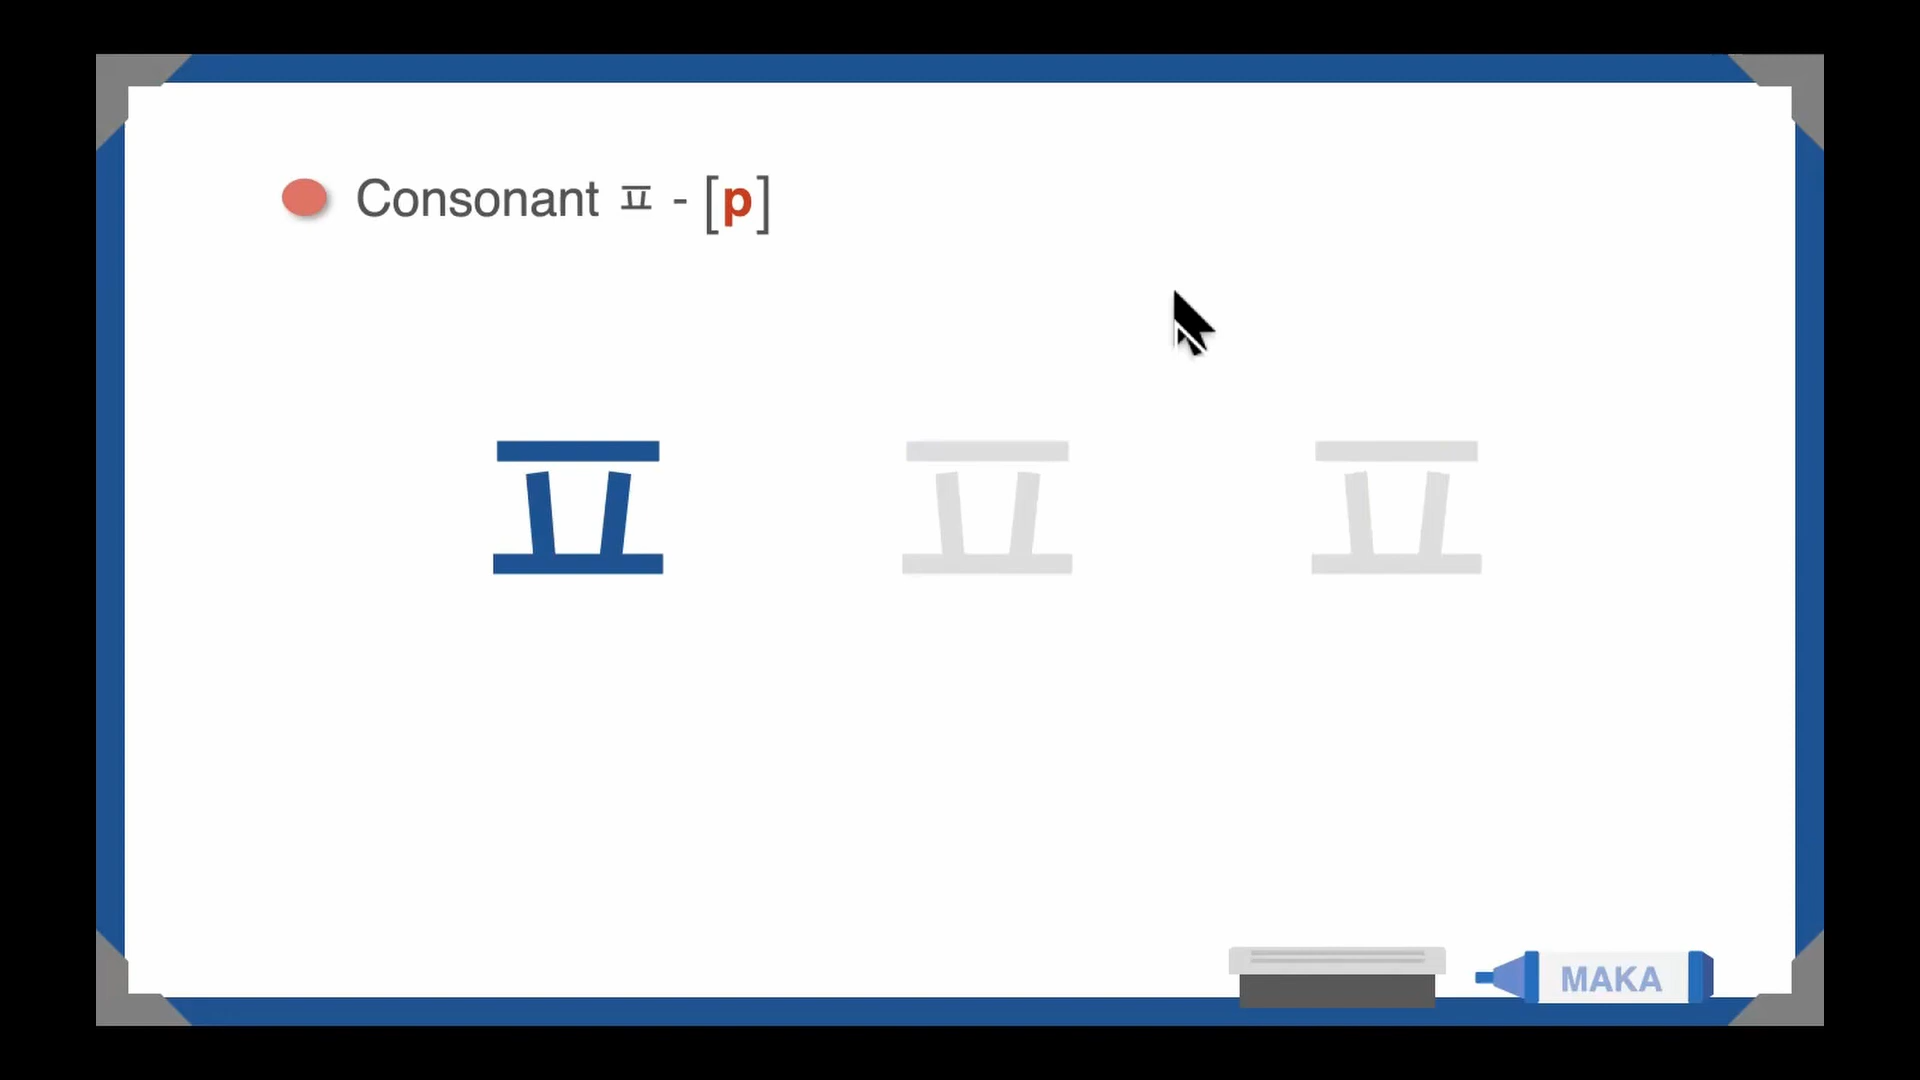 Consonant ㅍ - [p]
ㅍ ㅍ ㅍ
MAKA